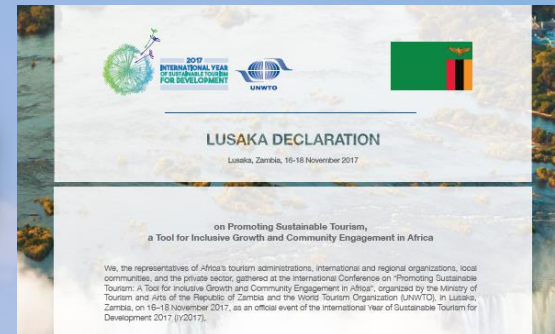 2017
INTERNATIONAL YEAR
OF SUSTAINABLE TOURISM
FOR DEVELOPMENT
UNWTO
LUSAKA DECLARATION
Lusaka, Zambia, 16-18 November 2017
on Promoting Sustainable Tourism,
a Tool for Inclusive Growth and Community Engagement in Africa
We, the representatives of Africa's tourism administrations, international and regional organizations, local
communities, and the private sector, gathered at the International Conference on "Promoting Sustainable
Tourism: A Tool for Inclusive Growth and Community Engagement in Africa", organized by the Ministry of
Tourism and Arts of the Republic of Zambia and the World Tourism Organization (UNWTO), in Lusaka,
Zambia, on 16–18 November 2017, as an official event of the International Year of Sustainable Tourism for
Development 2017 (IY2017),